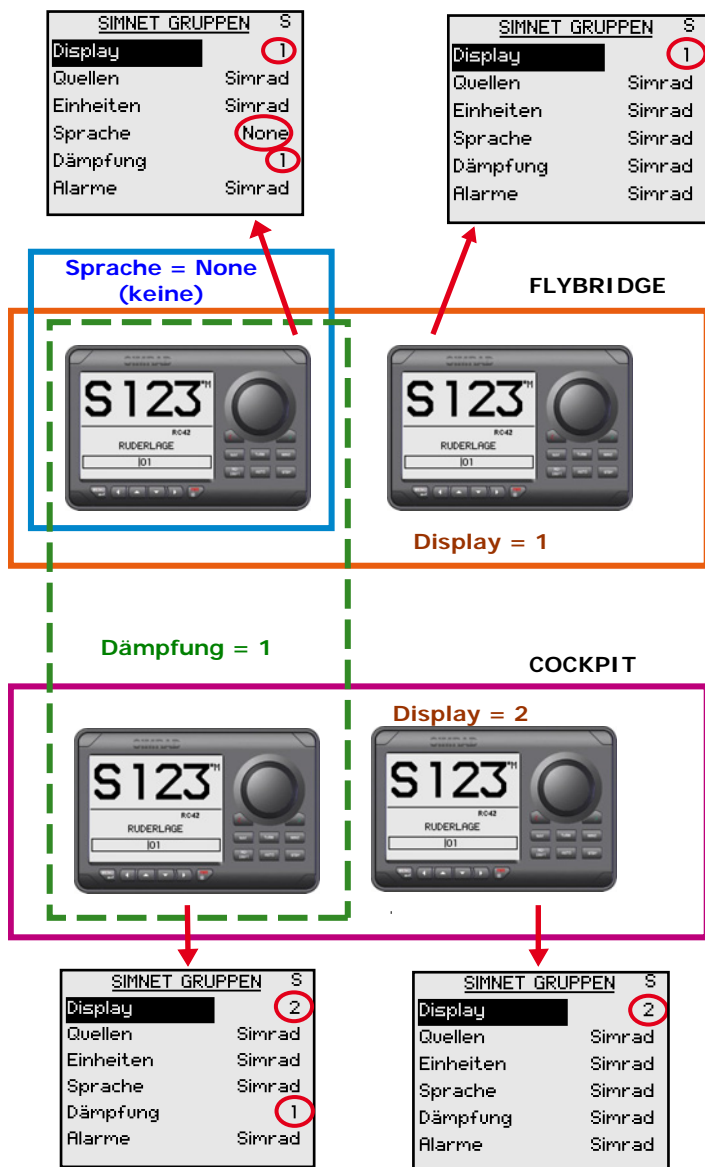 SIMNET GRUPPEN S
Display 1
Quellen Simrad
Einheiten Simrad
Sprache None
Dämpfung 1
Alarme Simrad
SIMNET GRUPPEN S
Display 1
Quellen Simrad
Einheiten Simrad
Sprache Simrad
Dämpfung Simrad
Alarme Simrad
Sprache = None
(keine)
FLYBRIDGE
SIMRAD
S123°M
RC42
RUDERLAGE
|01
SIMRAD
S123°M
RC42
RUDERLAGE
|01
Display = 1
Dämpfung = 1
COCKPIT
Display = 2
SIMRAD
S123°M
RC42
RUDERLAGE
|01
SIMRAD
S123°M
RC42
RUDERLAGE
|01
SIMNET GRUPPEN S
Display 2
Quellen Simrad
Einheiten Simrad
Sprache Simrad
Dämpfung 1
Alarme Simrad
SIMNET GRUPPEN S
Display 2
Quellen Simrad
Einheiten Simrad
Sprache Simrad
Dämpfung Simrad
Alarme Simrad